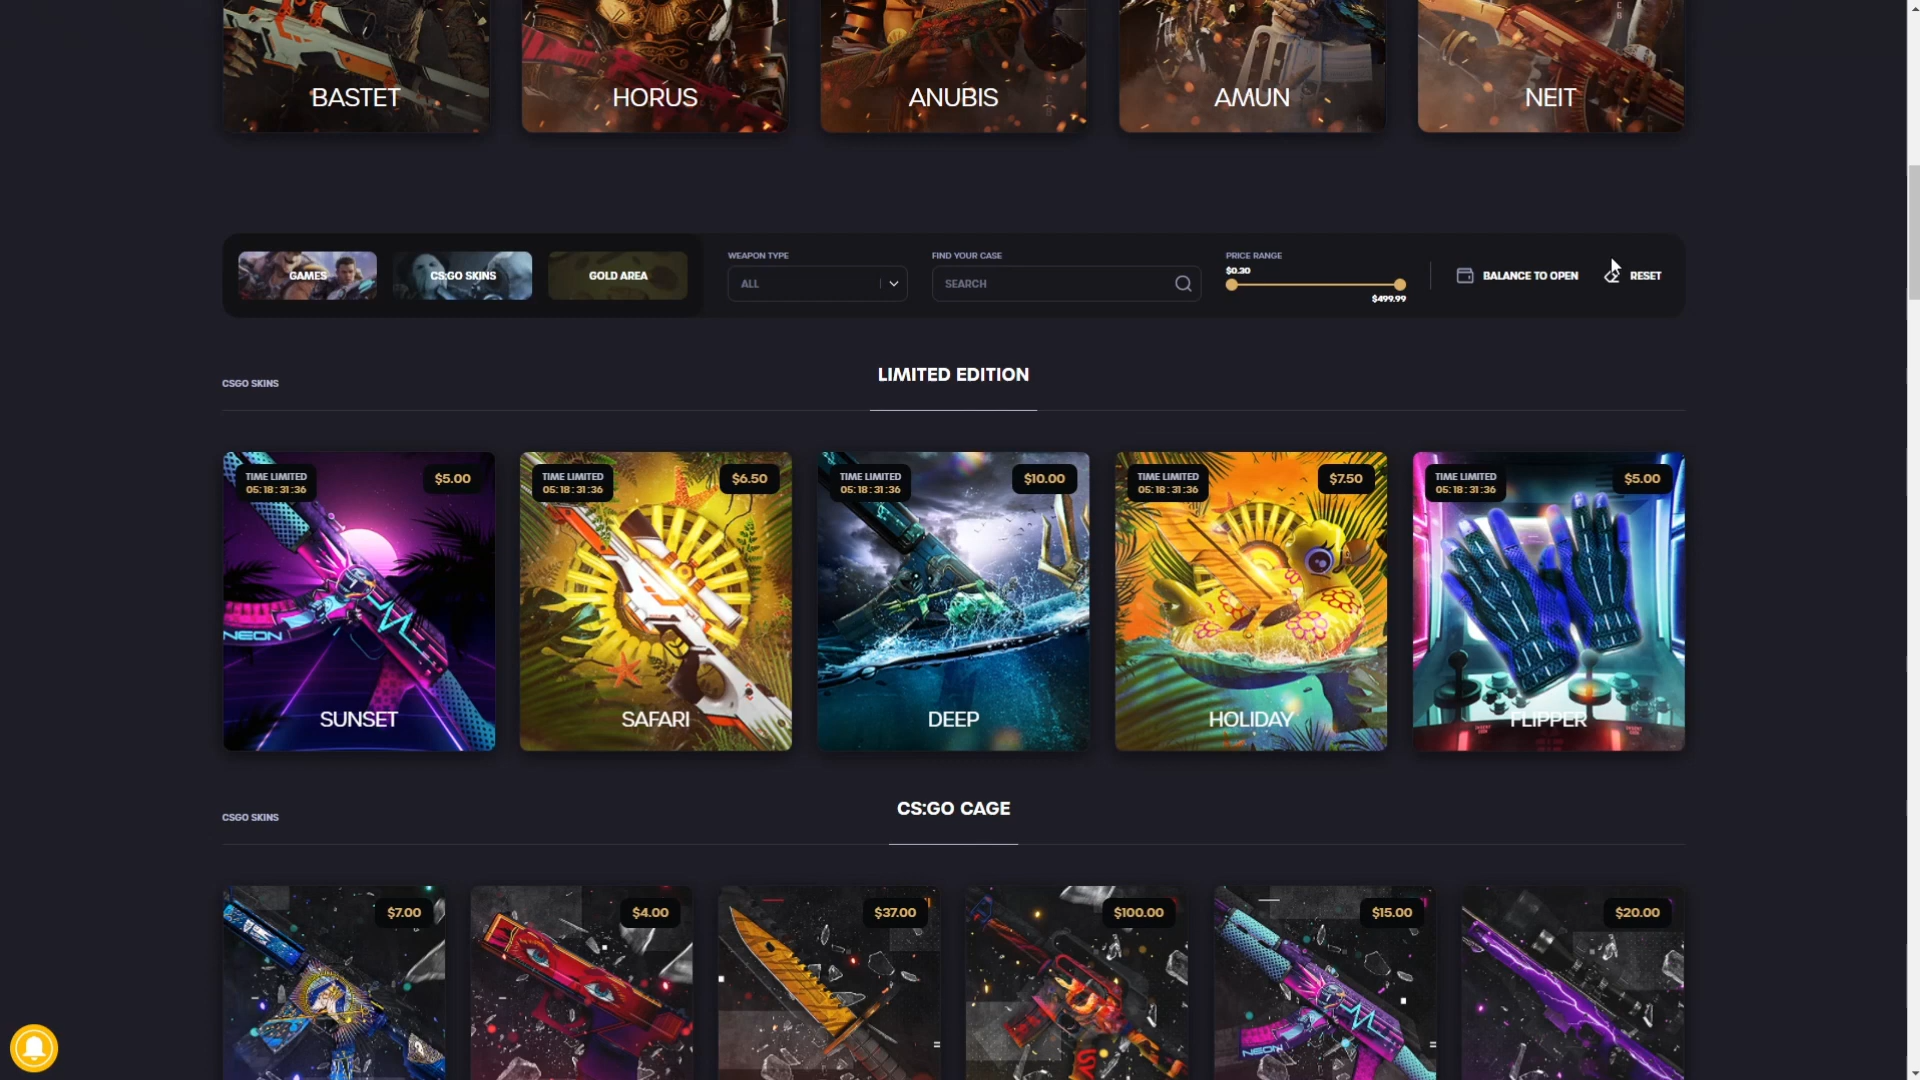 BASTET
HORUS
ANUBIS
AMUN
NEIT
GAMES
CS:GO SKINS
GOLD AREA
WEAPON TYPE
ALL
FIND YOUR CASE
SEARCH
PRICE RANGE
$0.30
$499.99
BALANCE TO OPEN
RESET
CSGO SKINS
LIMITED EDITION
TIME LIMITED
05:18:31:36
$5.00
NEON
SUNSET
TIME LIMITED
05:18:31:36
$6.50
SAFARI
TIME LIMITED
05:18:31:36
$10.00
DEEP
TIME LIMITED
05:18:31:36
$7.50
HOLIDAY
TIME LIMITED
05:18:31:36
$5.00
FLIPPER
CSGO SKINS
CS:GO CAGE
$7.00
$4.00
$37.00
$100.00
$15.00
NEON
$20.00